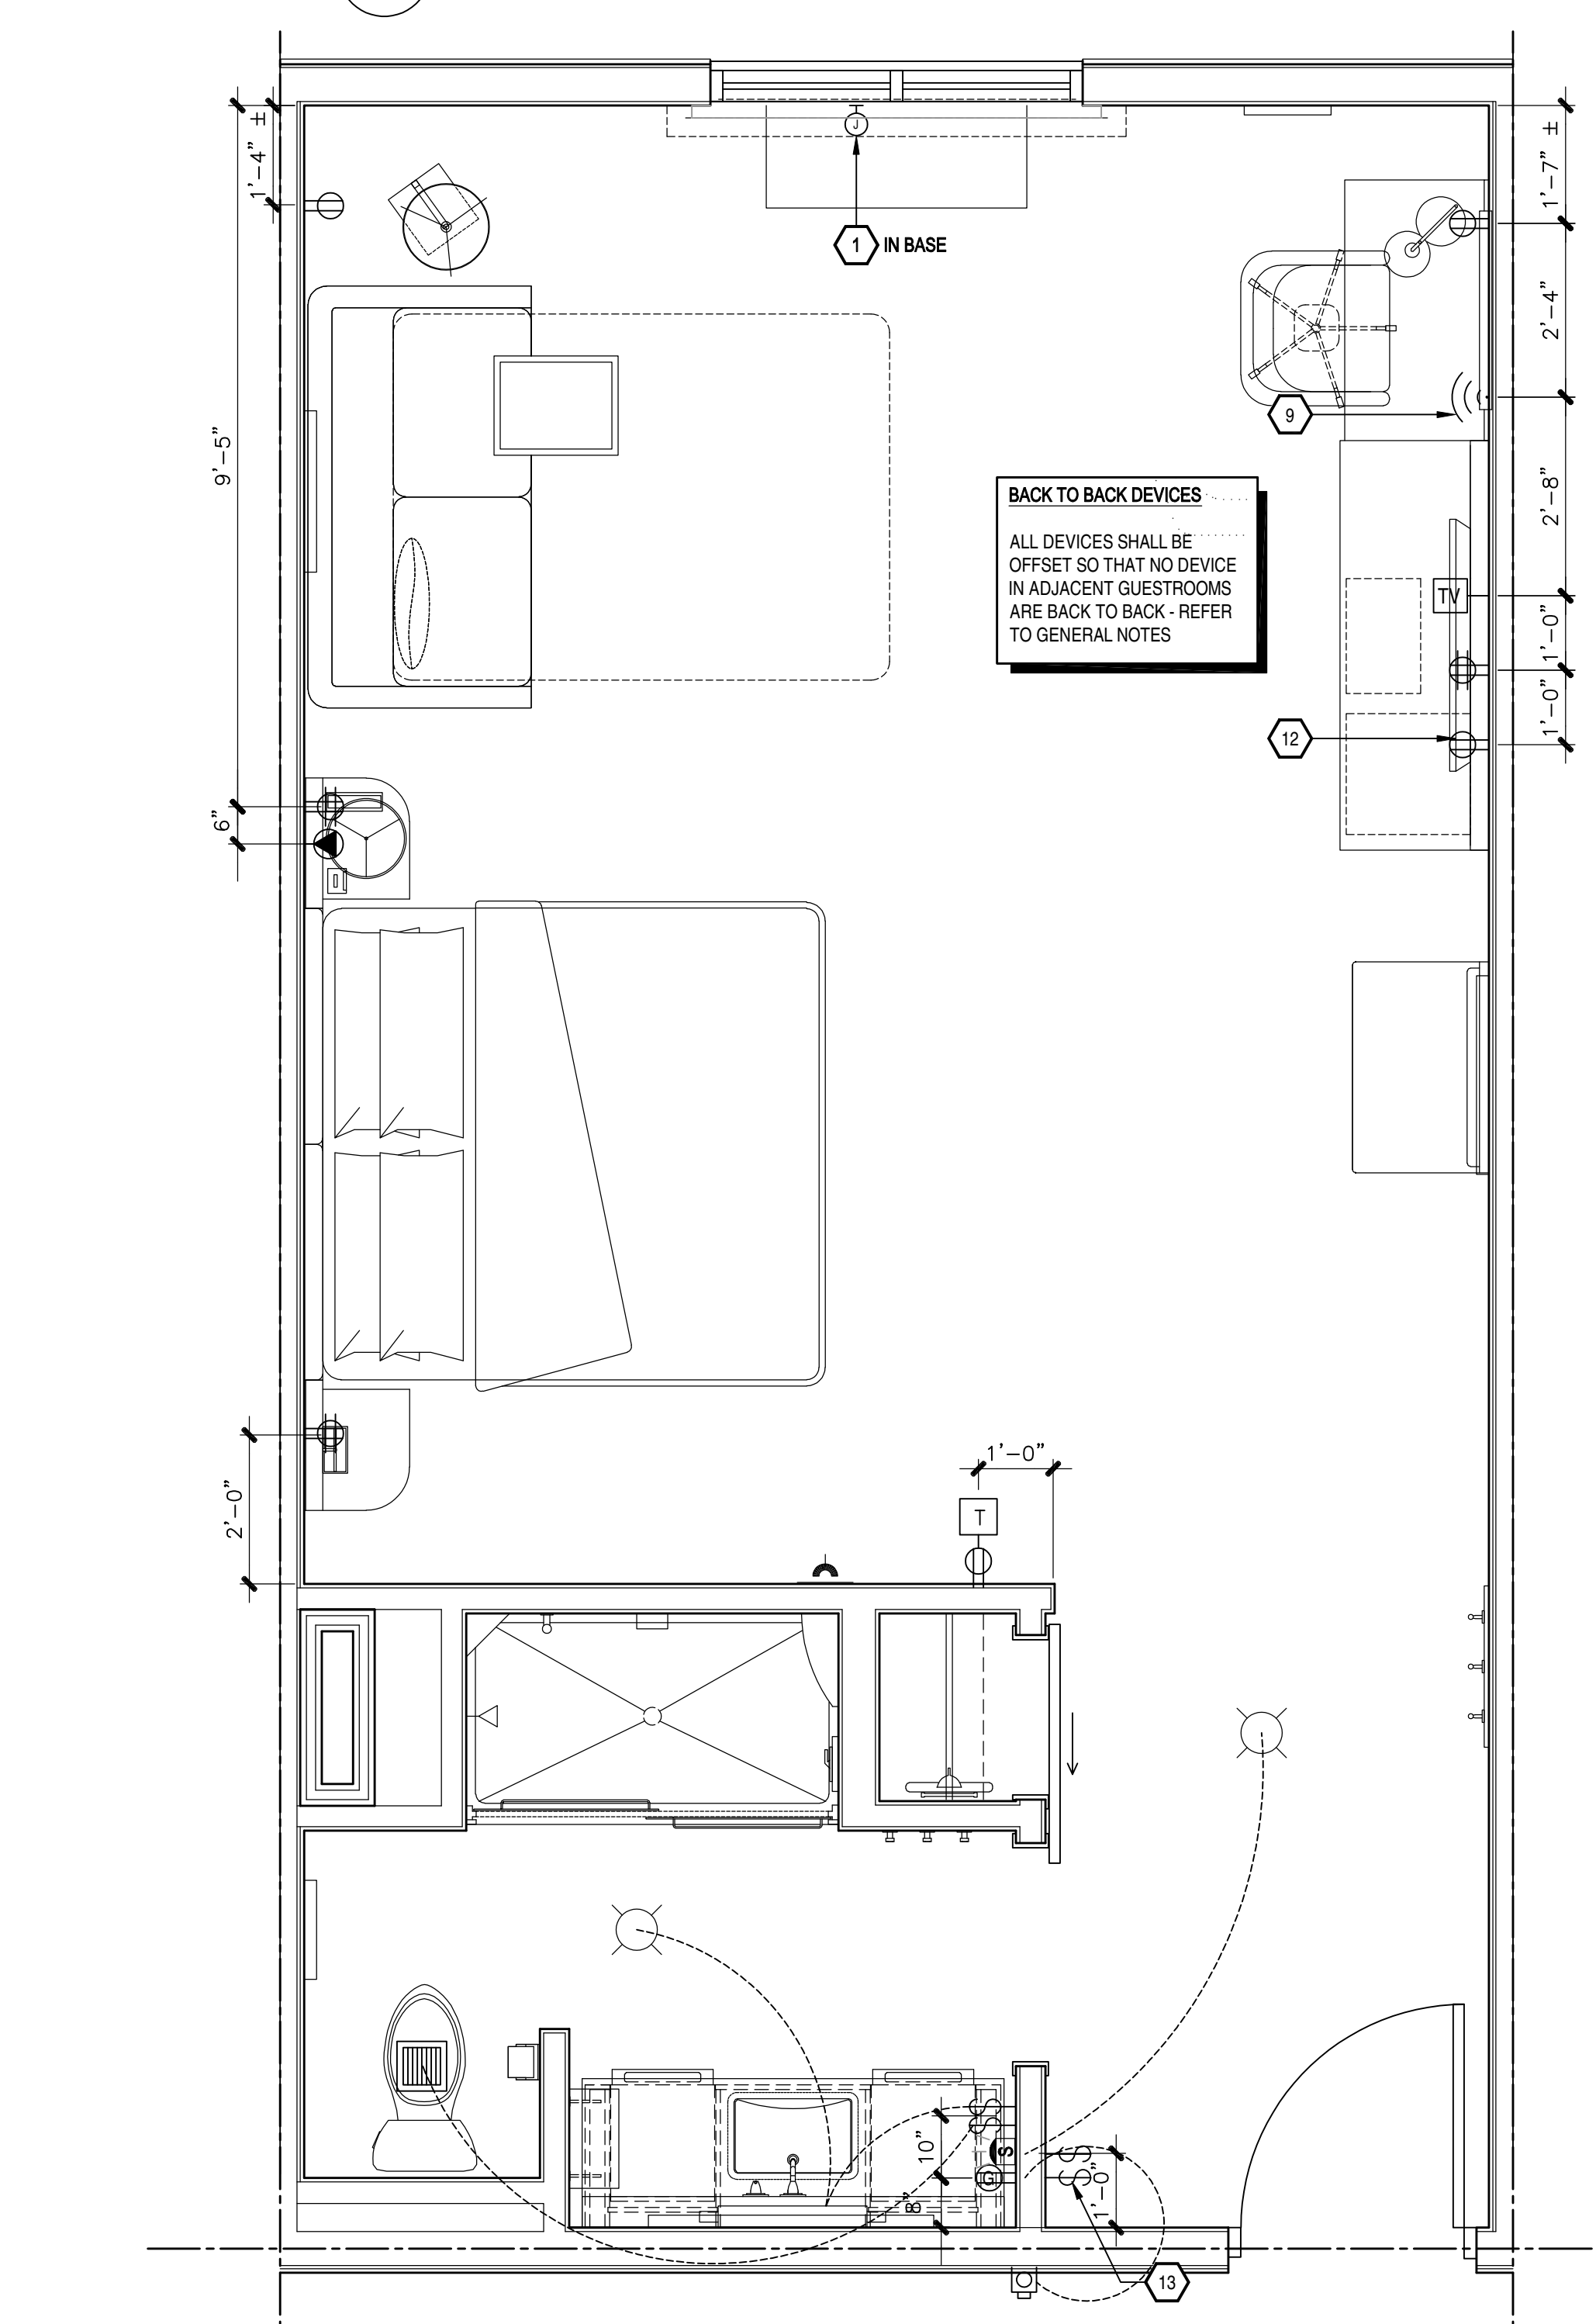 1'-4" ±
J
1'-7" ±
1 IN BASE
2'-4"
9
9'-5"
2'-8"
BACK TO BACK DEVICES
ALL DEVICES SHALL BE
OFFSET SO THAT NO DEVICE
IN ADJACENT GUESTROOMS
ARE BACK TO BACK - REFER
TO GENERAL NOTES
TV
1'-0"
1'-0"
12
6"
1'-0"
T
2'-0"
S
S
10"
S
G
8"
S
S
1'-0"
13